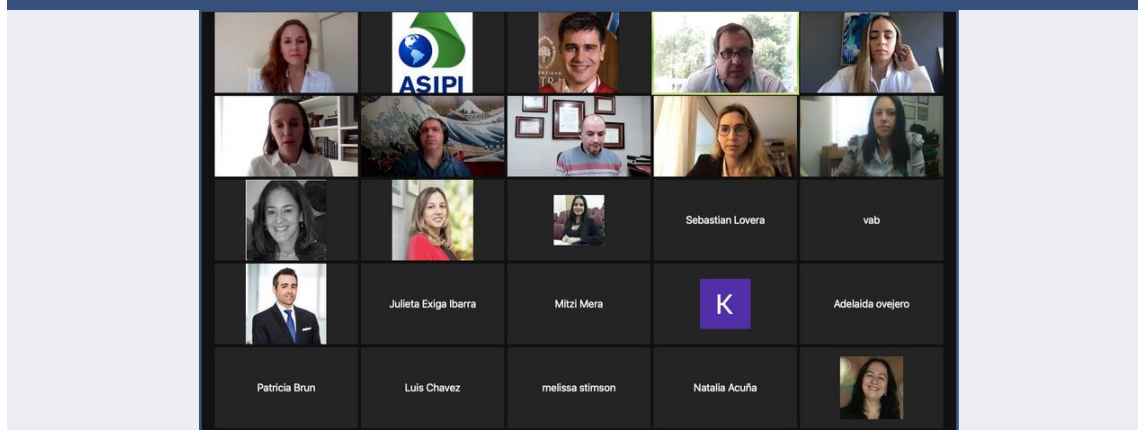 ASIPI
Sebastian Lovera
vab
Julieta Exiga Ibarra
Mitzi Mera
K
Adelaida ovejero
Patricia Brun
Luis Chavez
melissa stimson
Natalia Acuña